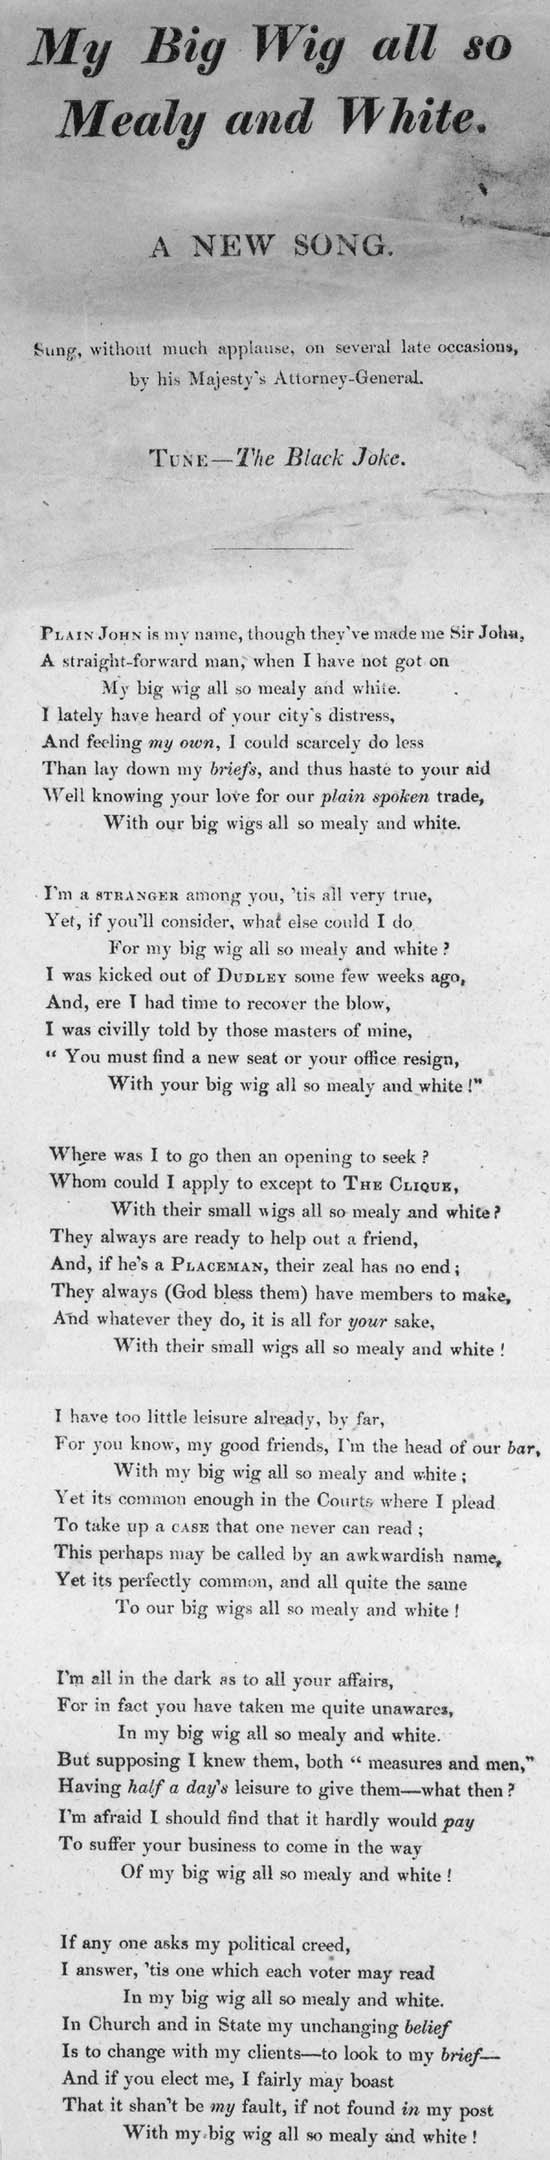 My Big Wig all so
Mealy and White.
A NEW SONG.
Sung, without much applause, on several late occasions,
by his Majesty's Attorney-General.
TUNE—The Black Joke.
PLAIN JOHN is my name, though they've made me Sir John,
A straight-forward man, when I have not got on
My big wig all so mealy and white.
I lately have heard of your city's distress,
And feeling my own, I could scarcely do less
Than lay down my briefs, and thus haste to your aid
Well knowing your love for our plain spoken trade,
With our big wigs all so mealy and white.
I'm a STRANGER among you, 'tis all very true,
Yet, if you'll consider, what else could I do
For my big wig all so mealy and white?
I was kicked out of DUDLEY some few weeks ago,
And, ere I had time to recover the blow,
I was civilly told by those masters of mine,
“ You must find a new seat or your office resign,
With your big wig all so mealy and white!”
Where was I to go then an opening to seek?
Whom could I apply to except to THE CLIQUE,
With their small wigs all so mealy and white?
They always are ready to help out a friend,
And, if he's a PLACEMAN, their zeal has no end;
They always (God bless them) have members to make,
And whatever they do, it is all for your sake,
With their small wigs all so mealy and white!
I have too little leisure already, by far,
For you know, my good friends, I'm the head of our bar,
With my big wig all so mealy and white;
Yet its common enough in the Courts where I plead
To take up a CASE that one never can read;
This perhaps may be called by an awkwardish name,
Yet its perfectly common, and all quite the same
To our big wigs all so mealy and white!
I'm all in the dark as to all your affairs,
For in fact you have taken me quite unawares,
In my big wig all so mealy and white.
But supposing I knew them, both “ measures and men,”
Having half a day's leisure to give them—what then?
I'm afraid I should find that it hardly would pay
To suffer your business to come in the way
Of my big wig all so mealy and white!
If any one asks my political creed,
I answer, 'tis one which each voter may read
In my big wig all so mealy and white.
In Church and in State my unchanging belief
Is to change with my clients—to look to my brief—
And if you elect me, I fairly may boast
That it shan't be my fault, if not found in my post
With my big wig all so mealy and white!